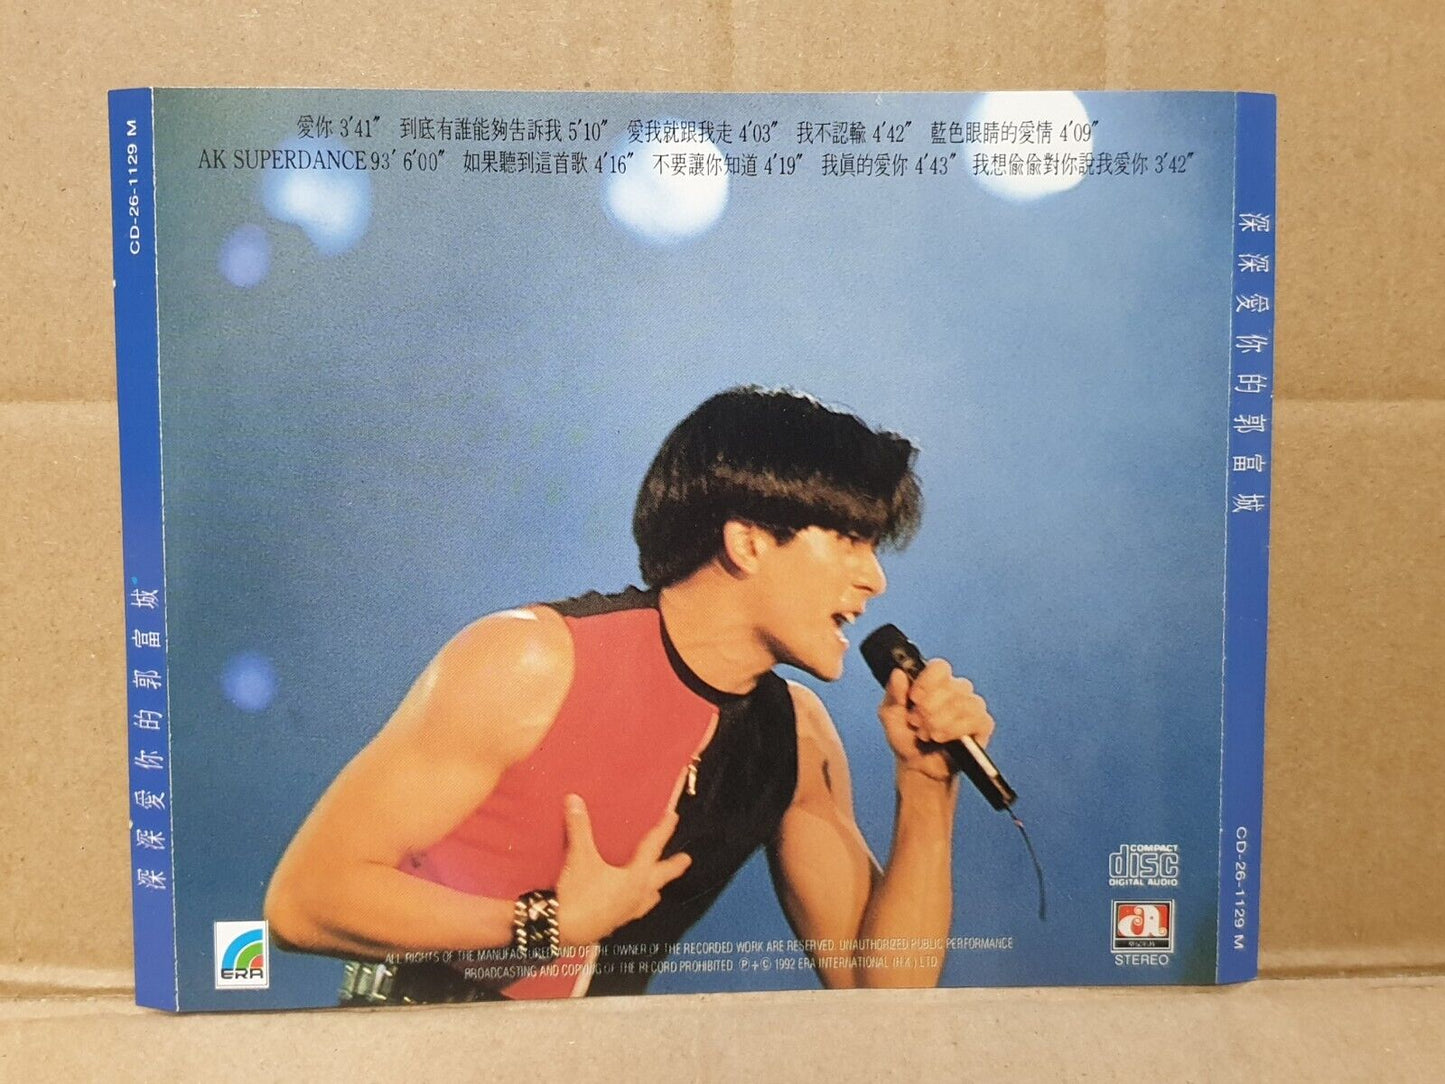 愛你 3'41" 到底有誰能夠告訴我 5'10" 愛我就跟我走 4'03" 我不認輸 4'42" 藍色眼睛的愛情 4'09"
AK SUPERDANCE 93' 6'00" 如果聽到這首歌 4'16" 不要讓你知道 4'19" 我眞的愛你 4'43" 我想偷偷對你說我愛你 3'42"
CD-26-1129 M
深深愛你的郭富城
深深愛你的郭富城
CD-26-1129 M
COMPACT
disc
DIGITAL AUDIO
a
STEREO
ERA
ALL RIGHTS OF THE MANUFACTURER AND OF THE OWNER OF THE RECORDED WORK ARE RESERVED. UNAUTHORIZED PUBLIC PERFORMANCE
BROADCASTING AND COPYING OF THE RECORD PROHIBITED ℗+© 1992 ERA INTERNATIONAL (H.K.) LTD